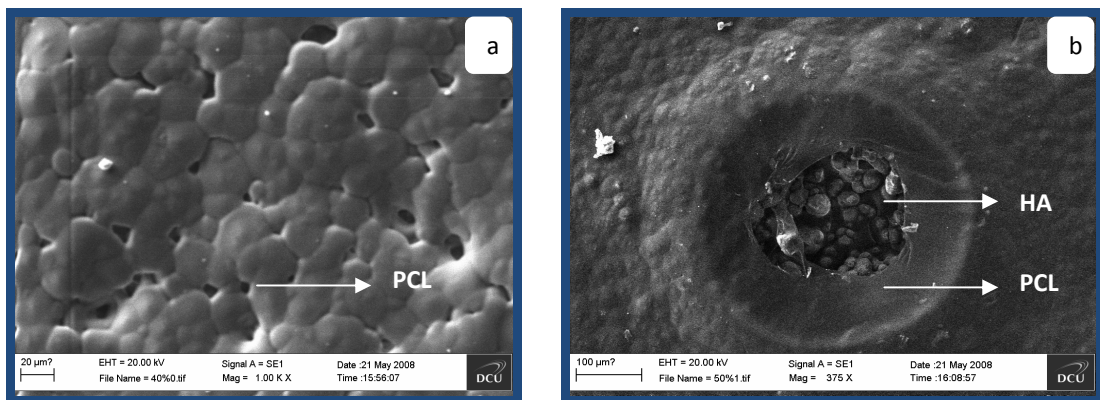 a
PCL
20 µm?
EHT = 20.00 kV
Signal A = SE1
Date :21 May 2008
File Name = 40%0.tif
Mag = 1.00 K X
Time :15:56:07
DCU
b
HA
PCL
100 µm?
EHT = 20.00 kV
Signal A = SE1
Date :21 May 2008
File Name = 50%1.tif
Mag = 375 X
Time :16:08:57
DCU